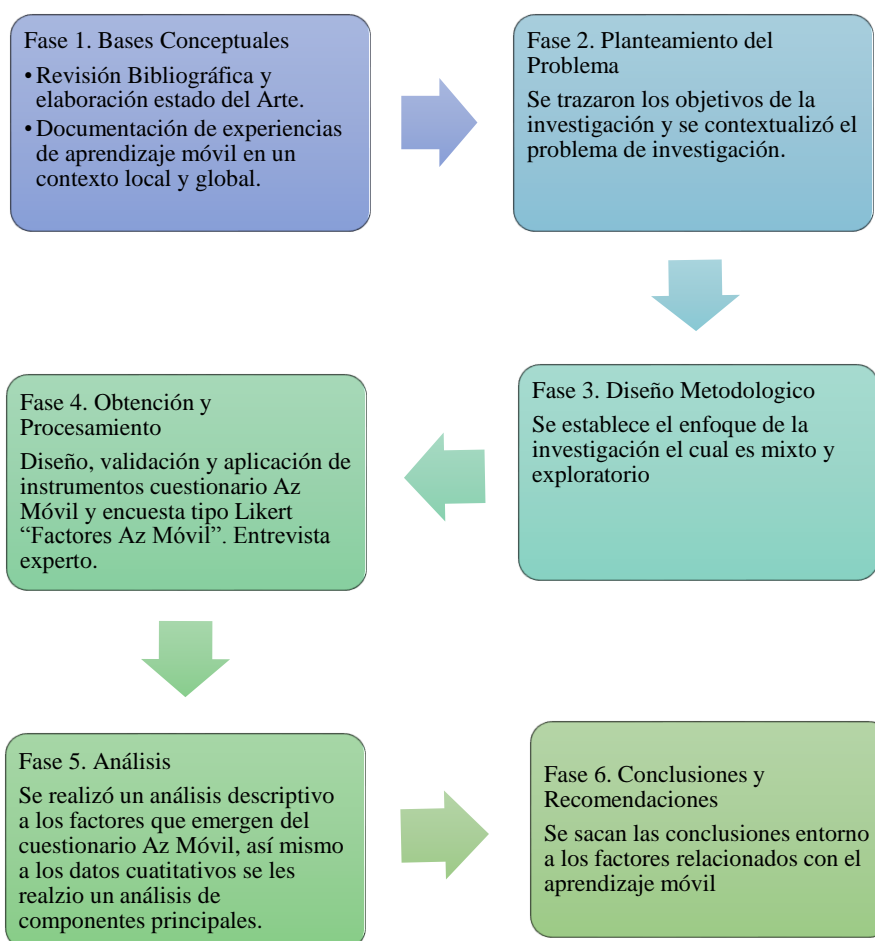 Fase 1. Bases Conceptuales
•Revisión Bibliográfica y
elaboración estado del Arte.
•Documentación de experiencias
de aprendizaje móvil en un
contexto local y global.
Fase 2. Planteamiento del
Problema
Se trazaron los objetivos de la
investigación y se contextualizó el
problema de investigación.
Fase 3. Diseño Metodologico
Se establece el enfoque de la
investigación el cual es mixto y
exploratorio
Fase 4. Obtención y
Procesamiento
Diseño, validación y aplicación de
instrumentos cuestionario Az
Móvil y encuesta tipo Likert
“Factores Az Móvil”. Entrevista
experto.
Fase 5. Análisis
Se realizó un análisis descriptivo
a los factores que emergen del
cuestionario Az Móvil, así mismo
a los datos cuatitativos se les
realzio un análisis de
componentes principales.
Fase 6. Conclusiones y
Recomendaciones
Se sacan las conclusiones entorno
a los factores relacionados con el
aprendizaje móvil